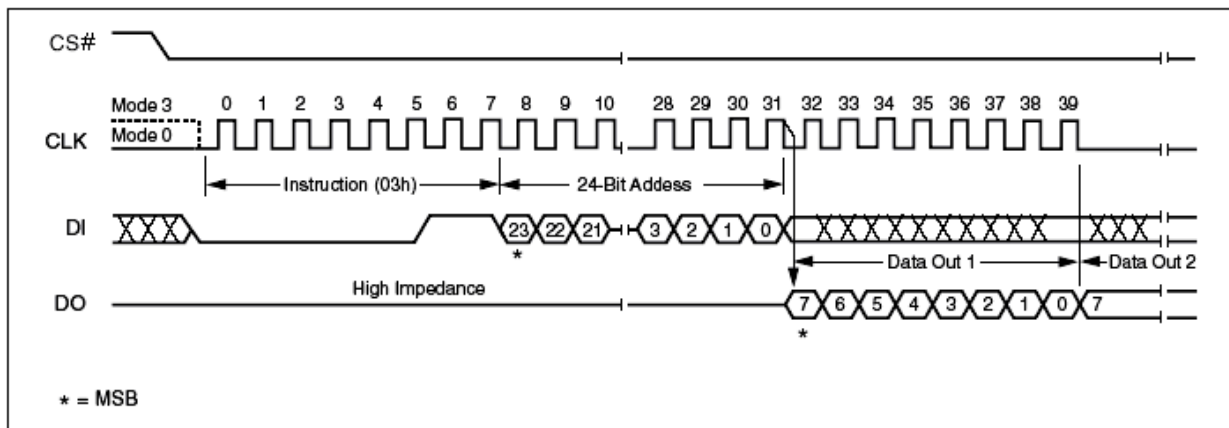 CS#
Mode 3 0 1 2 3 4 5 6 7 8 9 10 28 29 30 31 32 33 34 35 36 37 38 39
CLK Mode 0
Instruction (03h) 24-Bit Addess
DI 23 22 21 3 2 1 0
* Data Out 1 Data Out 2
High Impedance
DO 7 6 5 4 3 2 1 0 7
*
* = MSB